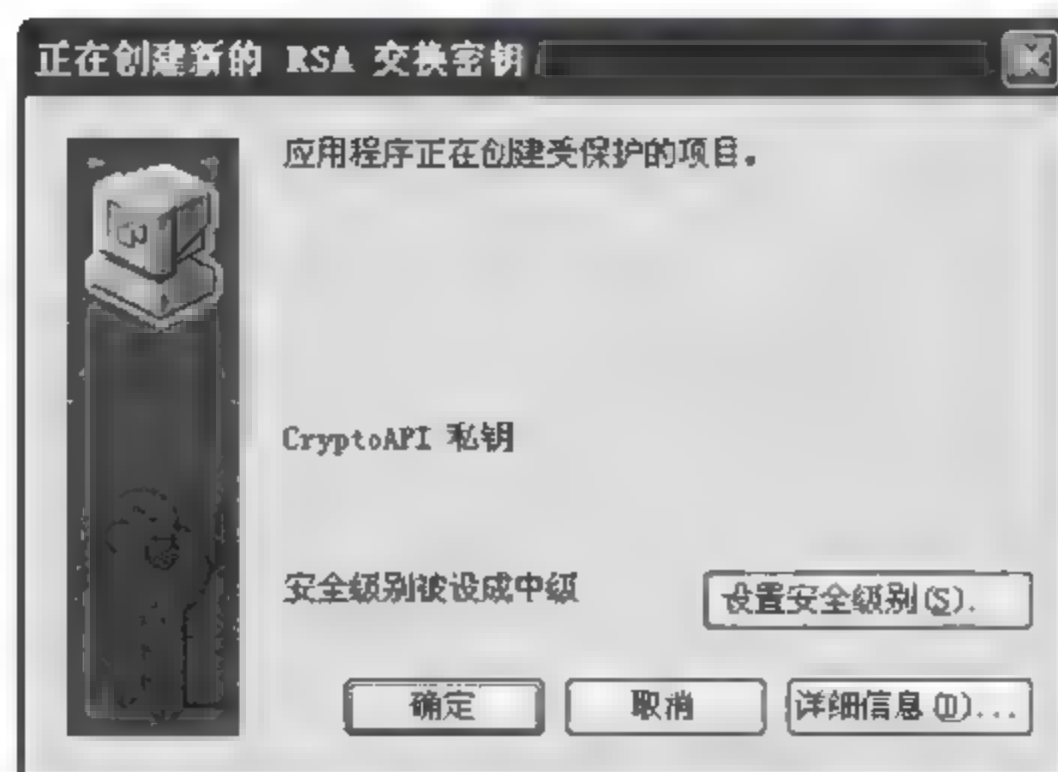 正在创建新的 RSA 交换密钥
应用程序正在创建受保护的项目。
CryptoAPI 私钥
安全级别被设成中级
设置安全级别(S).
确定
取消
详细信息(D)...